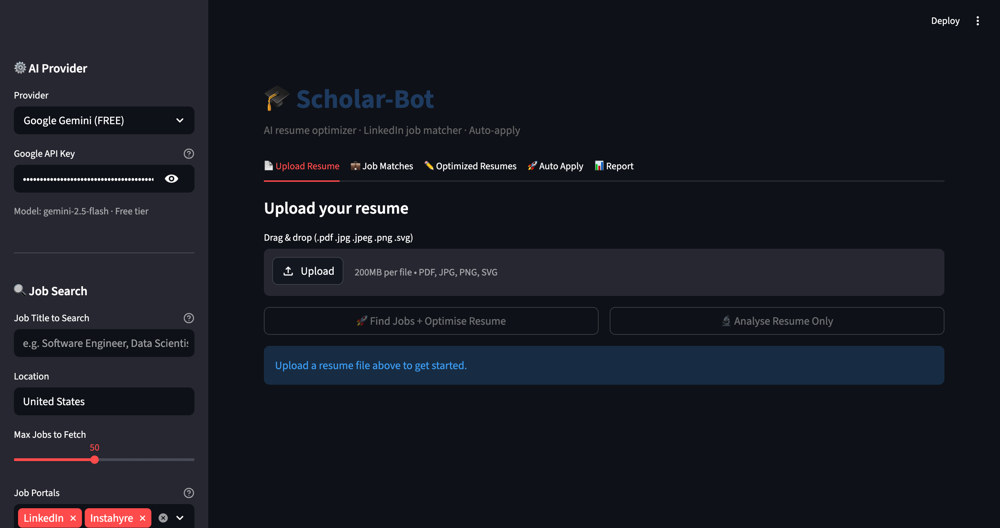 Deploy
AI Provider
Provider
Google Gemini (FREE)
Google API Key
Model: gemini-2.5-flash · Free tier
Job Search
Job Title to Search
e.g. Software Engineer, Data Scientis
Location
United States
Max Jobs to Fetch
50
Job Portals
LinkedIn
Instahyre
Scholar-Bot
AI resume optimizer · LinkedIn job matcher · Auto-apply
Upload Resume Job Matches Optimized Resumes Auto Apply Report
Upload your resume
Drag & drop (.pdf .jpg .jpeg .png .svg)
Upload 200MB per file • PDF, JPG, PNG, SVG
Find Jobs + Optimise Resume Analyse Resume Only
Upload a resume file above to get started.